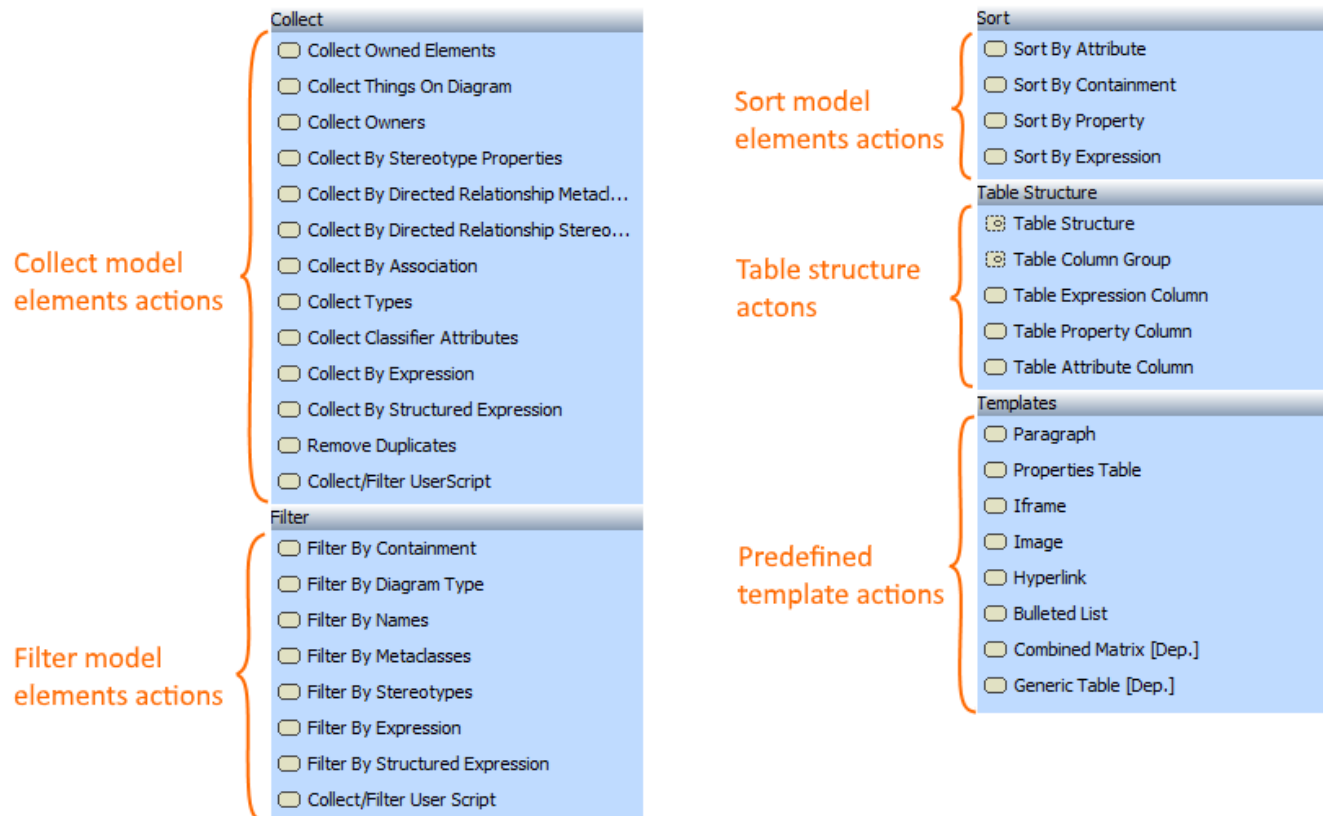 Collect
Collect Owned Elements
Collect Things On Diagram
Collect Owners
Collect By Stereotype Properties
Collect By Directed Relationship Metacl...
Collect By Directed Relationship Stereo...
Collect By Association
Collect Types
Collect Classifier Attributes
Collect By Expression
Collect By Structured Expression
Remove Duplicates
Collect/Filter UserScript
Collect model
elements actions
Filter
Filter By Containment
Filter By Diagram Type
Filter By Names
Filter By Metaclasses
Filter By Stereotypes
Filter By Expression
Filter By Structured Expression
Collect/Filter User Script
Filter model
elements actions
Sort
Sort By Attribute
Sort By Containment
Sort By Property
Sort By Expression
Sort model
elements actions
Table Structure
Table Structure
Table Column Group
Table Expression Column
Table Property Column
Table Attribute Column
Table structure
actons
Templates
Paragraph
Properties Table
Iframe
Image
Hyperlink
Bulleted List
Combined Matrix [Dep.]
Generic Table [Dep.]
Predefined
template actions